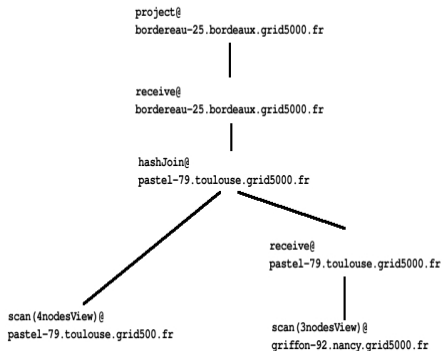 project@
bordereau-25.bordeaux.grid5000.fr
receive@
bordereau-25.bordeaux.grid5000.fr
hashJoin@
pastel-79.toulouse.grid5000.fr
receive@
pastel-79.toulouse.grid5000.fr
scan(4nodesView)@
pastel-79.toulouse.grid500.fr
scan(3nodesView)@
griffon-92.nancy.grid5000.fr